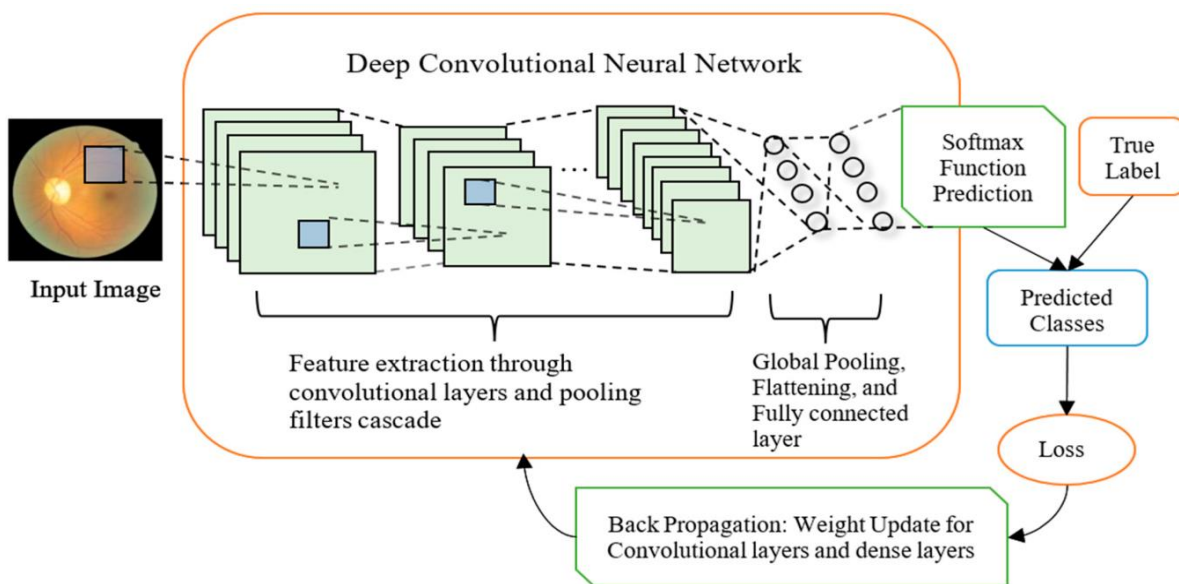 Deep Convolutional Neural Network
Input Image
...
Softmax
Function
Prediction
True
Label
Predicted
Classes
Feature extraction through
convolutional layers and pooling
filters cascade
Global Pooling,
Flattening, and
Fully connected
layer
Loss
Back Propagation: Weight Update for
Convolutional layers and dense layers